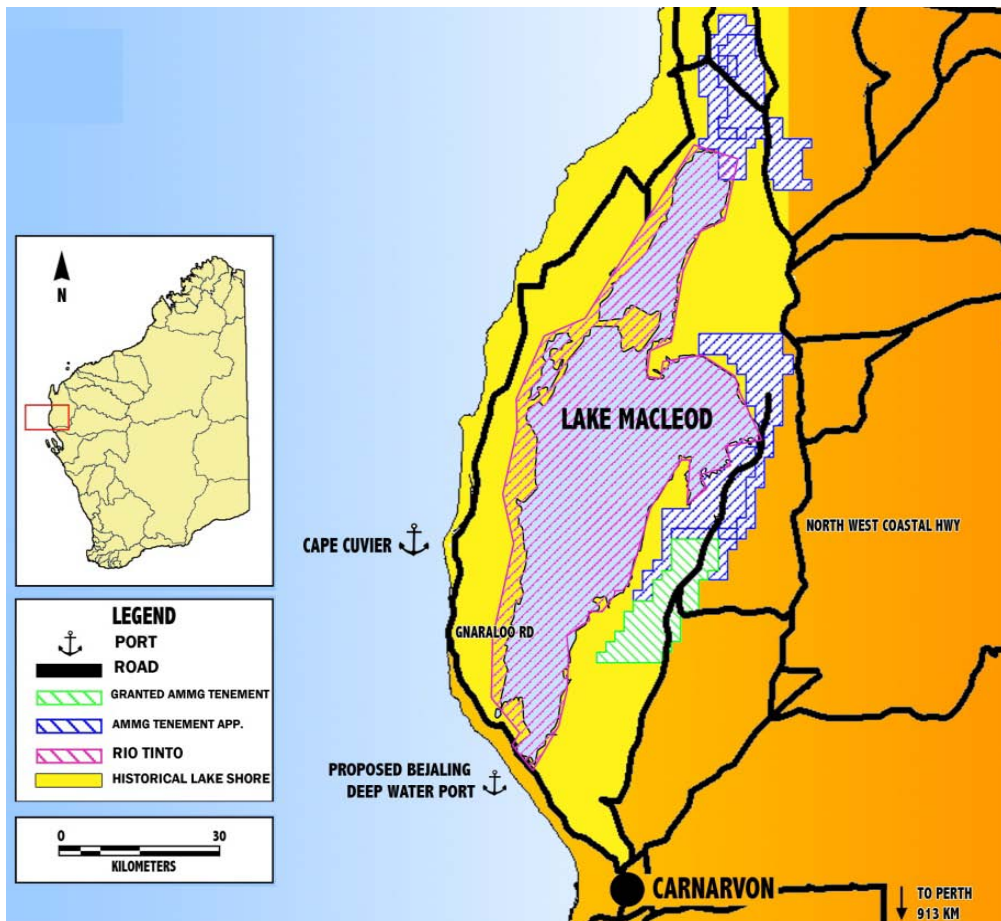 N
LAKE MACLEOD
CAPE CUVIER
NORTH WEST COASTAL HWY
GNARALOO RD
LEGEND
PORT
ROAD
GRANTED AMMG TENEMENT
AMMG TENEMENT APP.
RIO TINTO
HISTORICAL LAKE SHORE
PROPOSED BEJALING
DEEP WATER PORT
0 30
KILOMETERS
CARNARVON
TO PERTH
913 KM